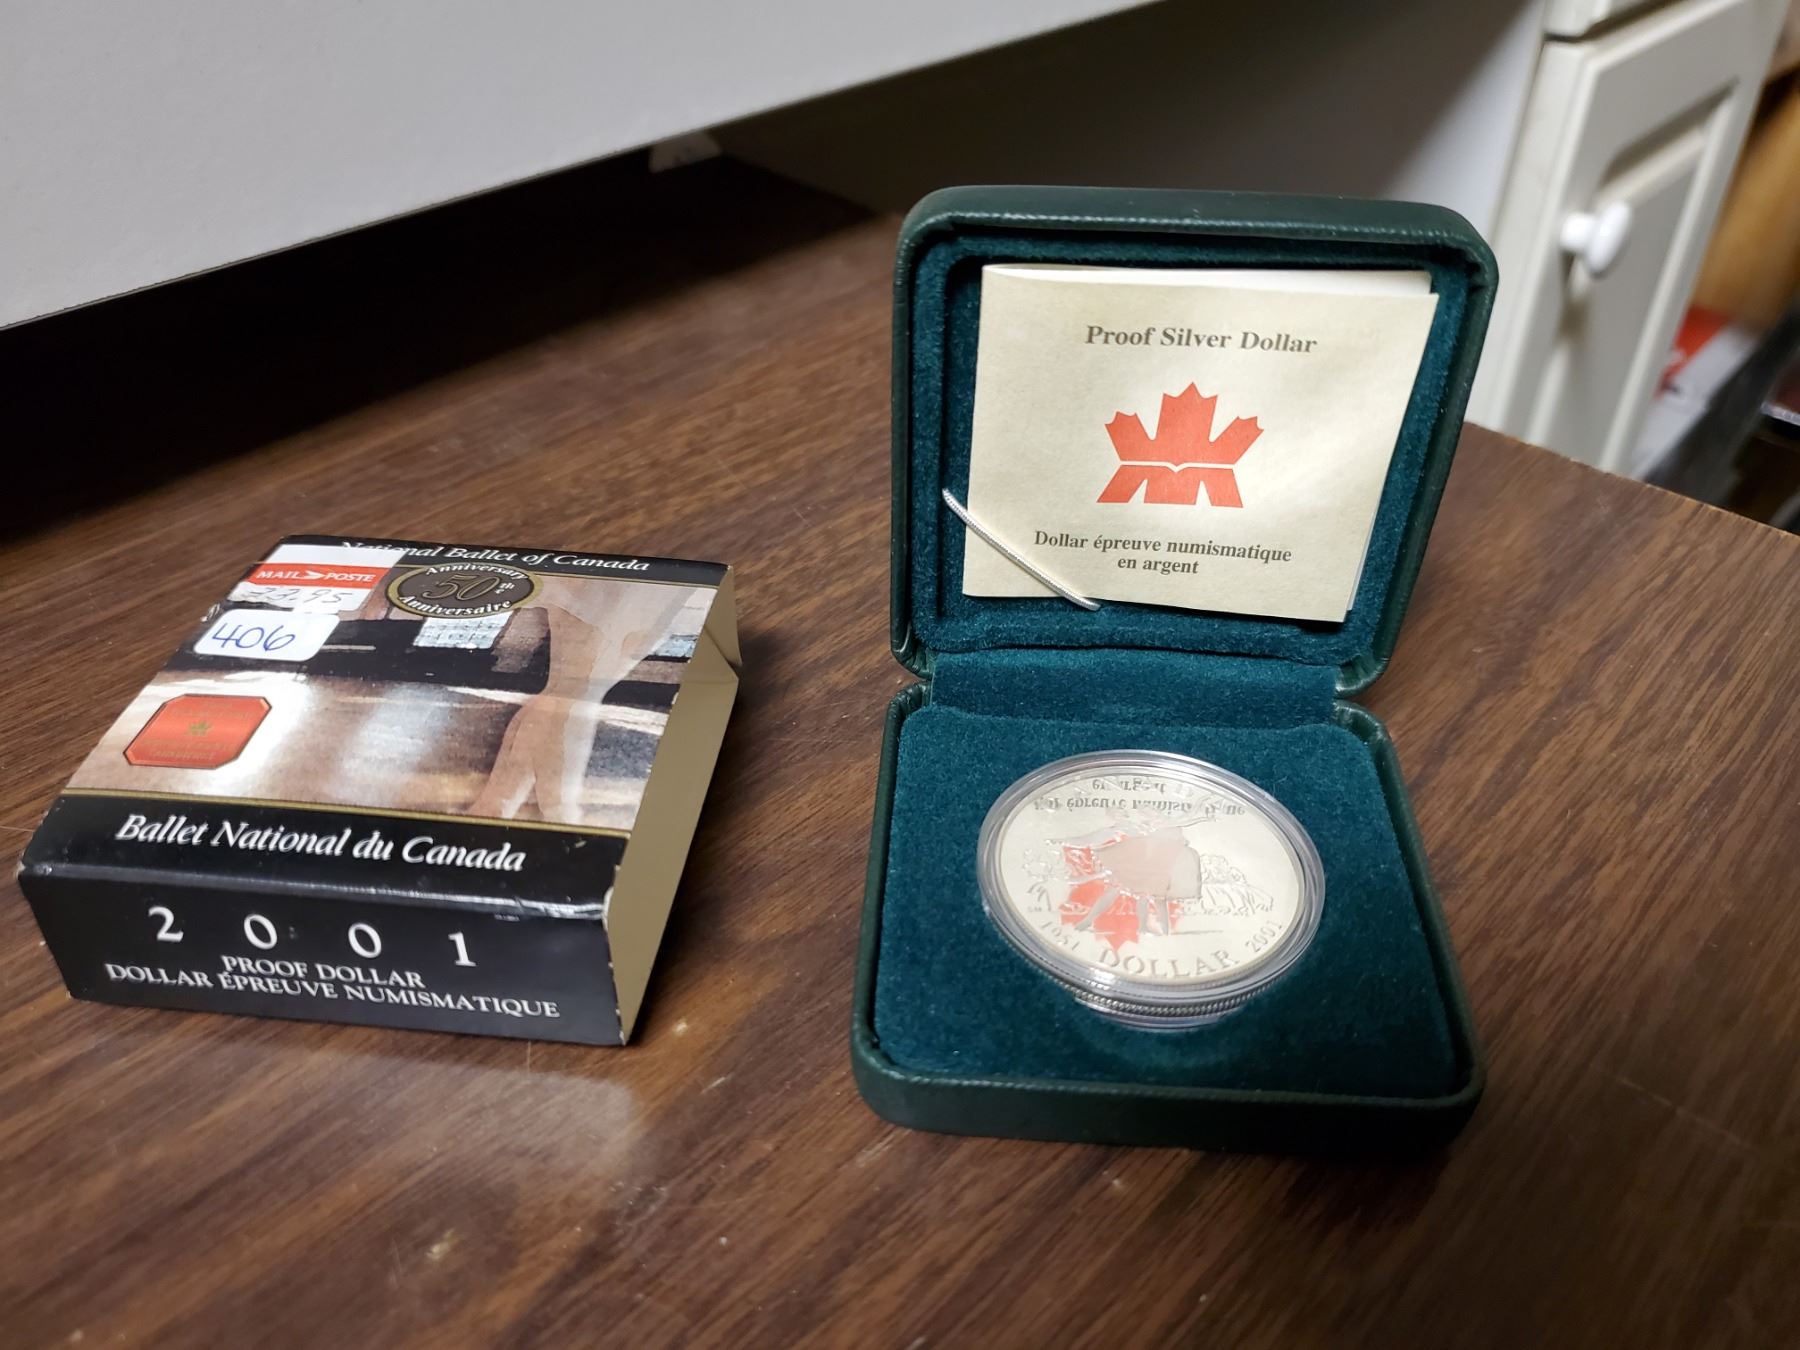 National Ballet of Canada
MAIL POSTE
406
Anniversary
50th
Anniversaire
Ballet National du Canada
2 0 0 1
PROOF DOLLAR
DOLLAR ÉPREUVE NUMISMATIQUE
Proof Silver Dollar
Dollar épreuve numismatique
en argent
1951 DOLLAR 2001